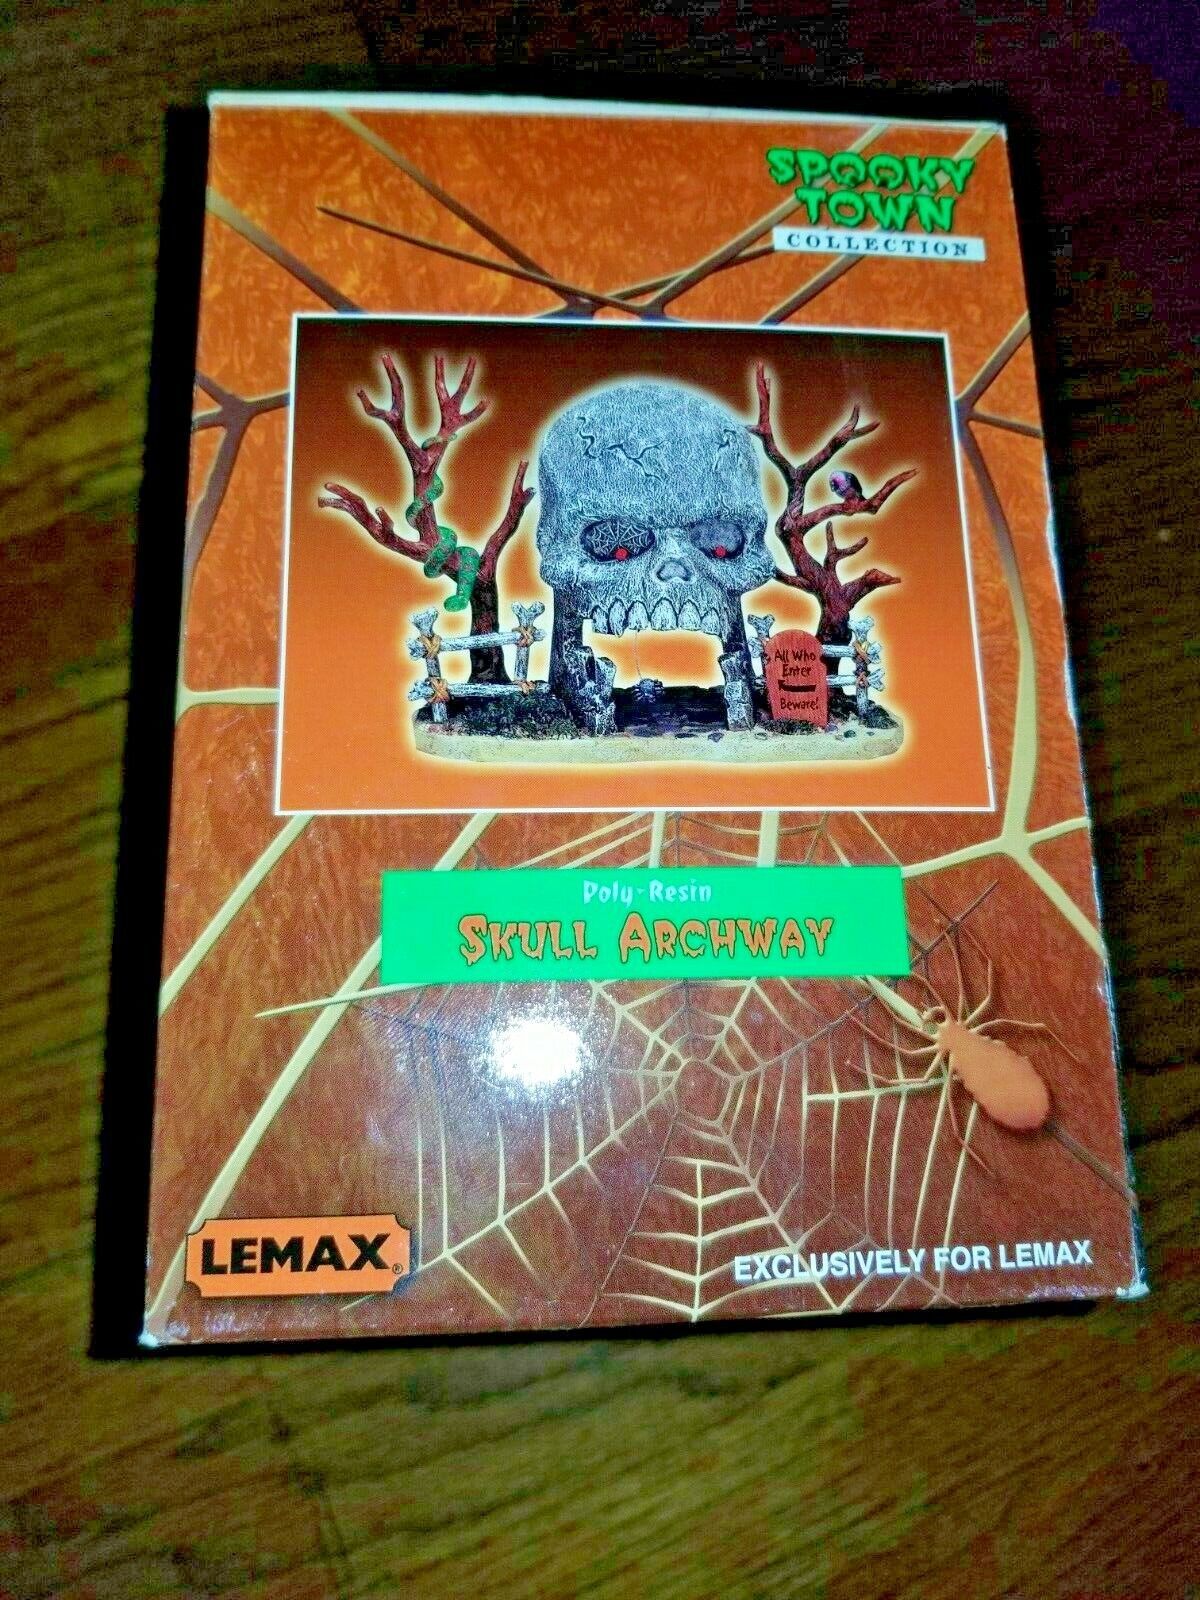 SPOOKY
TOWN
COLLECTION
All Who
Enter
Beware!
Poly-Resin
SKULL ARCHWAY
LEMAX®
EXCLUSIVELY FOR LEMAX